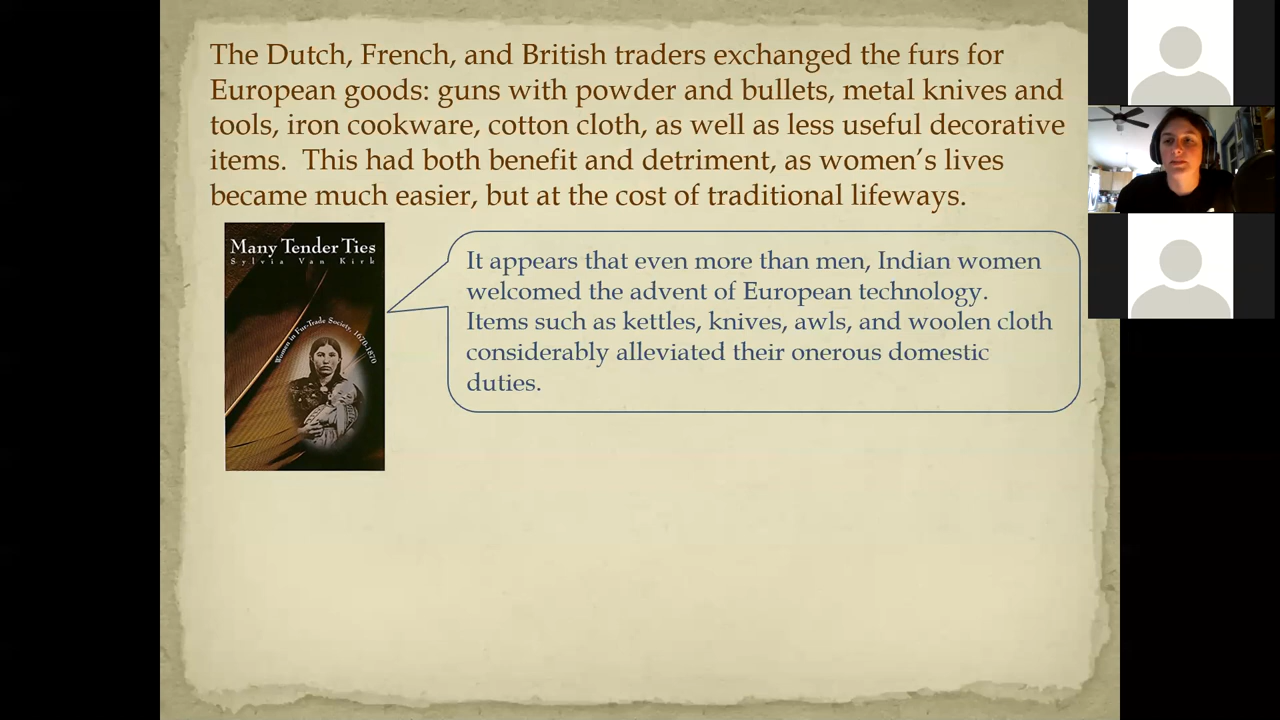 The Dutch, French, and British traders exchanged the furs for
European goods: guns with powder and bullets, metal knives and
tools, iron cookware, cotton cloth, as well as less useful decorative
items.  This had both benefit and detriment, as women’s lives
became much easier, but at the cost of traditional lifeways.
Many Tender Ties
Sylvia Van Kirk
Women in Fur-Trade Society, 1670-1870
It appears that even more than men, Indian women
welcomed the advent of European technology.
Items such as kettles, knives, awls, and woolen cloth
considerably alleviated their onerous domestic
duties.